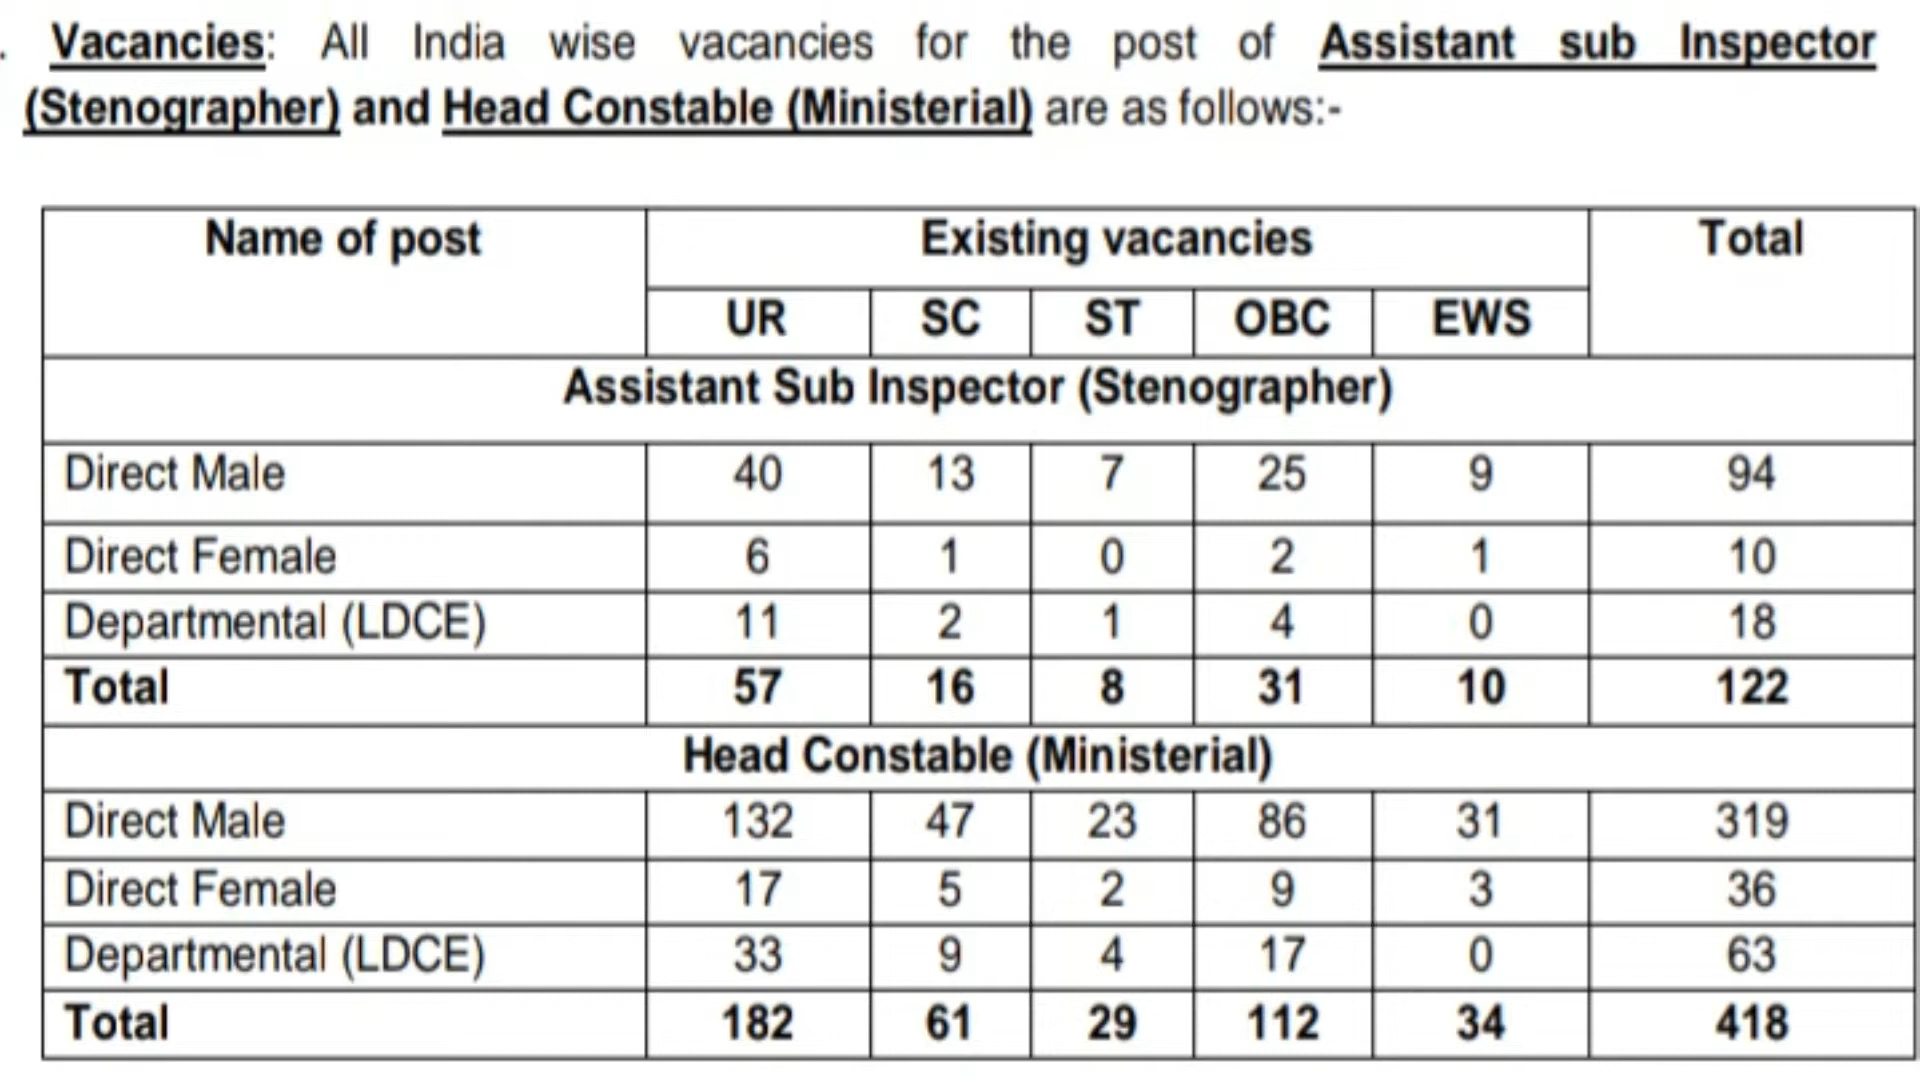 . Vacancies: All India wise vacancies for the post of Assistant sub Inspector
(Stenographer) and Head Constable (Ministerial) are as follows:-
Name of post Existing vacancies Total
UR SC ST OBC EWS
Assistant Sub Inspector (Stenographer)
Direct Male 40 13 7 25 9 94
Direct Female 6 1 0 2 1 10
Departmental (LDCE) 11 2 1 4 0 18
Total 57 16 8 31 10 122
Head Constable (Ministerial)
Direct Male 132 47 23 86 31 319
Direct Female 17 5 2 9 3 36
Departmental (LDCE) 33 9 4 17 0 63
Total 182 61 29 112 34 418